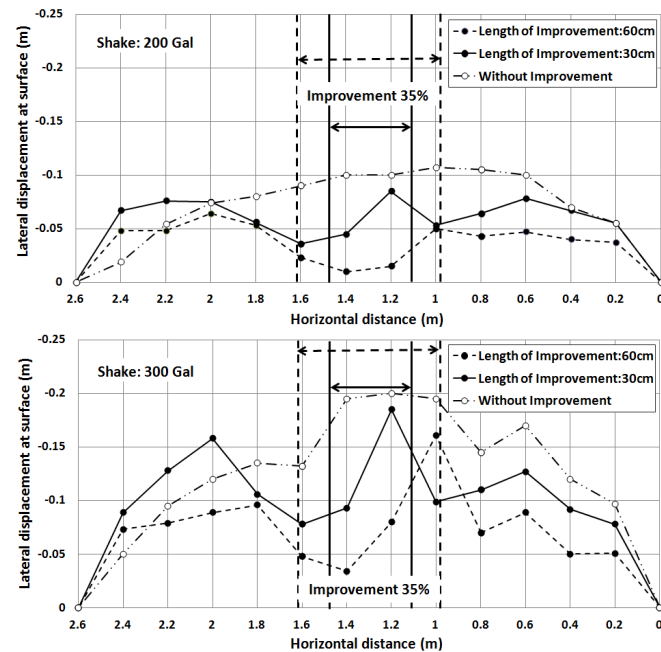 -0.25
-0.2
-0.15
-0.1
-0.05
0
Lateral displacement at surface (m)
Shake: 200 Gal
Length of Improvement:60cm
Length of Improvement:30cm
Without Improvement
Improvement 35%
2.6 2.4 2.2 2 1.8 1.6 1.4 1.2 1 0.8 0.6 0.4 0.2 0
Horizontal distance (m)
-0.25
-0.2
-0.15
-0.1
-0.05
0
Lateral displacement at surface (m)
Shake: 300 Gal
Length of Improvement:60cm
Length of Improvement:30cm
Without Improvement
Improvement 35%
2.6 2.4 2.2 2 1.8 1.6 1.4 1.2 1 0.8 0.6 0.4 0.2 0
Horizontal distance (m)